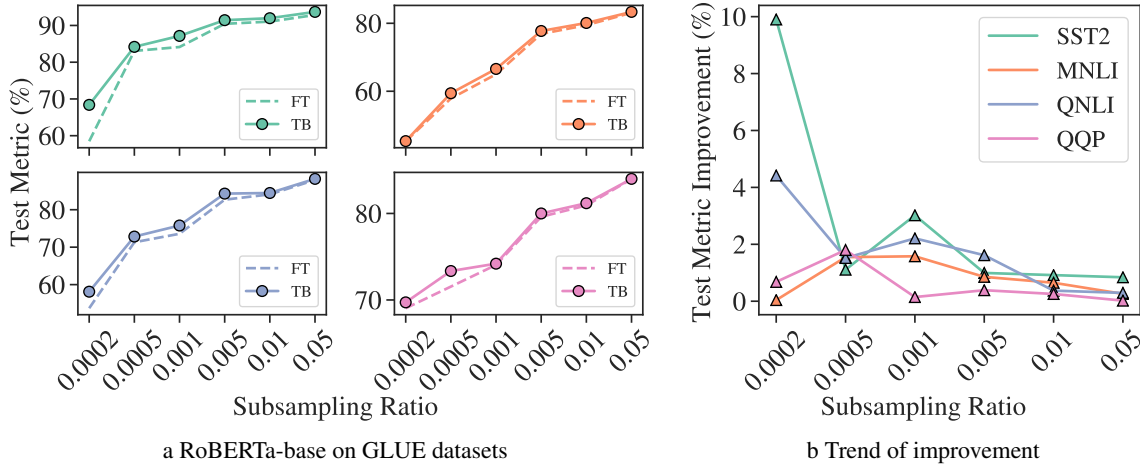 Test Metric (%)
90
80
70
60
FT
TB
80
60
FT
TB
80
70
60
FT
TB
0.0002
0.0005
0.001
0.005
0.01
0.05
80
70
FT
TB
0.0002
0.0005
0.001
0.005
0.01
0.05
Subsampling Ratio
a RoBERTa-base on GLUE datasets
Test Metric Improvement (%)
10
8
6
4
2
0
SST2
MNLI
QNLI
QQP
0.0002
0.0005
0.001
0.005
0.01
0.05
Subsampling Ratio
b Trend of improvement